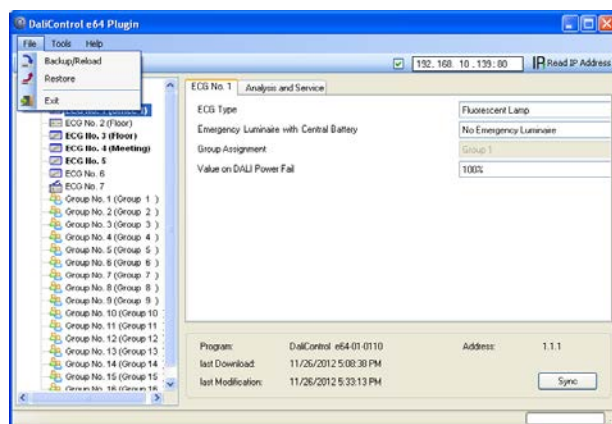 DaliControl e64 Plugin
File Tools Help
Backup/Reload
Restore
Exit
192. 168. 10 . 139 : 80 IP Read IP Address
ECG No. 2 (Floor)
ECG No. 3 (Floor)
ECG No. 4 (Meeting)
ECG No. 5
ECG No. 6
ECG No. 7
Group No. 1 (Group 1 )
Group No. 2 (Group 2 )
Group No. 3 (Group 3 )
Group No. 4 (Group 4 )
Group No. 5 (Group 5 )
Group No. 6 (Group 6 )
Group No. 7 (Group 7 )
Group No. 8 (Group 8 )
Group No. 9 (Group 9 )
Group No. 10 (Group 10
Group No. 11 (Group 11
Group No. 12 (Group 12
Group No. 13 (Group 13
Group No. 14 (Group 14
Group No. 15 (Group 15
Group No. 16 (Group 16
ECG No. 1 Analysis and Service
ECG Type Fluorescent Lamp
Emergency Luminaire with Central Battery No Emergency Luminaire
Group Assignment Group 1
Value on DALI Power Fail 100%
Program: DaliControl e64-01-0110 Address: 1.1.1
last Download: 11/26/2012 5:08:38 PM
last Modification: 11/26/2012 5:33:13 PM Sync